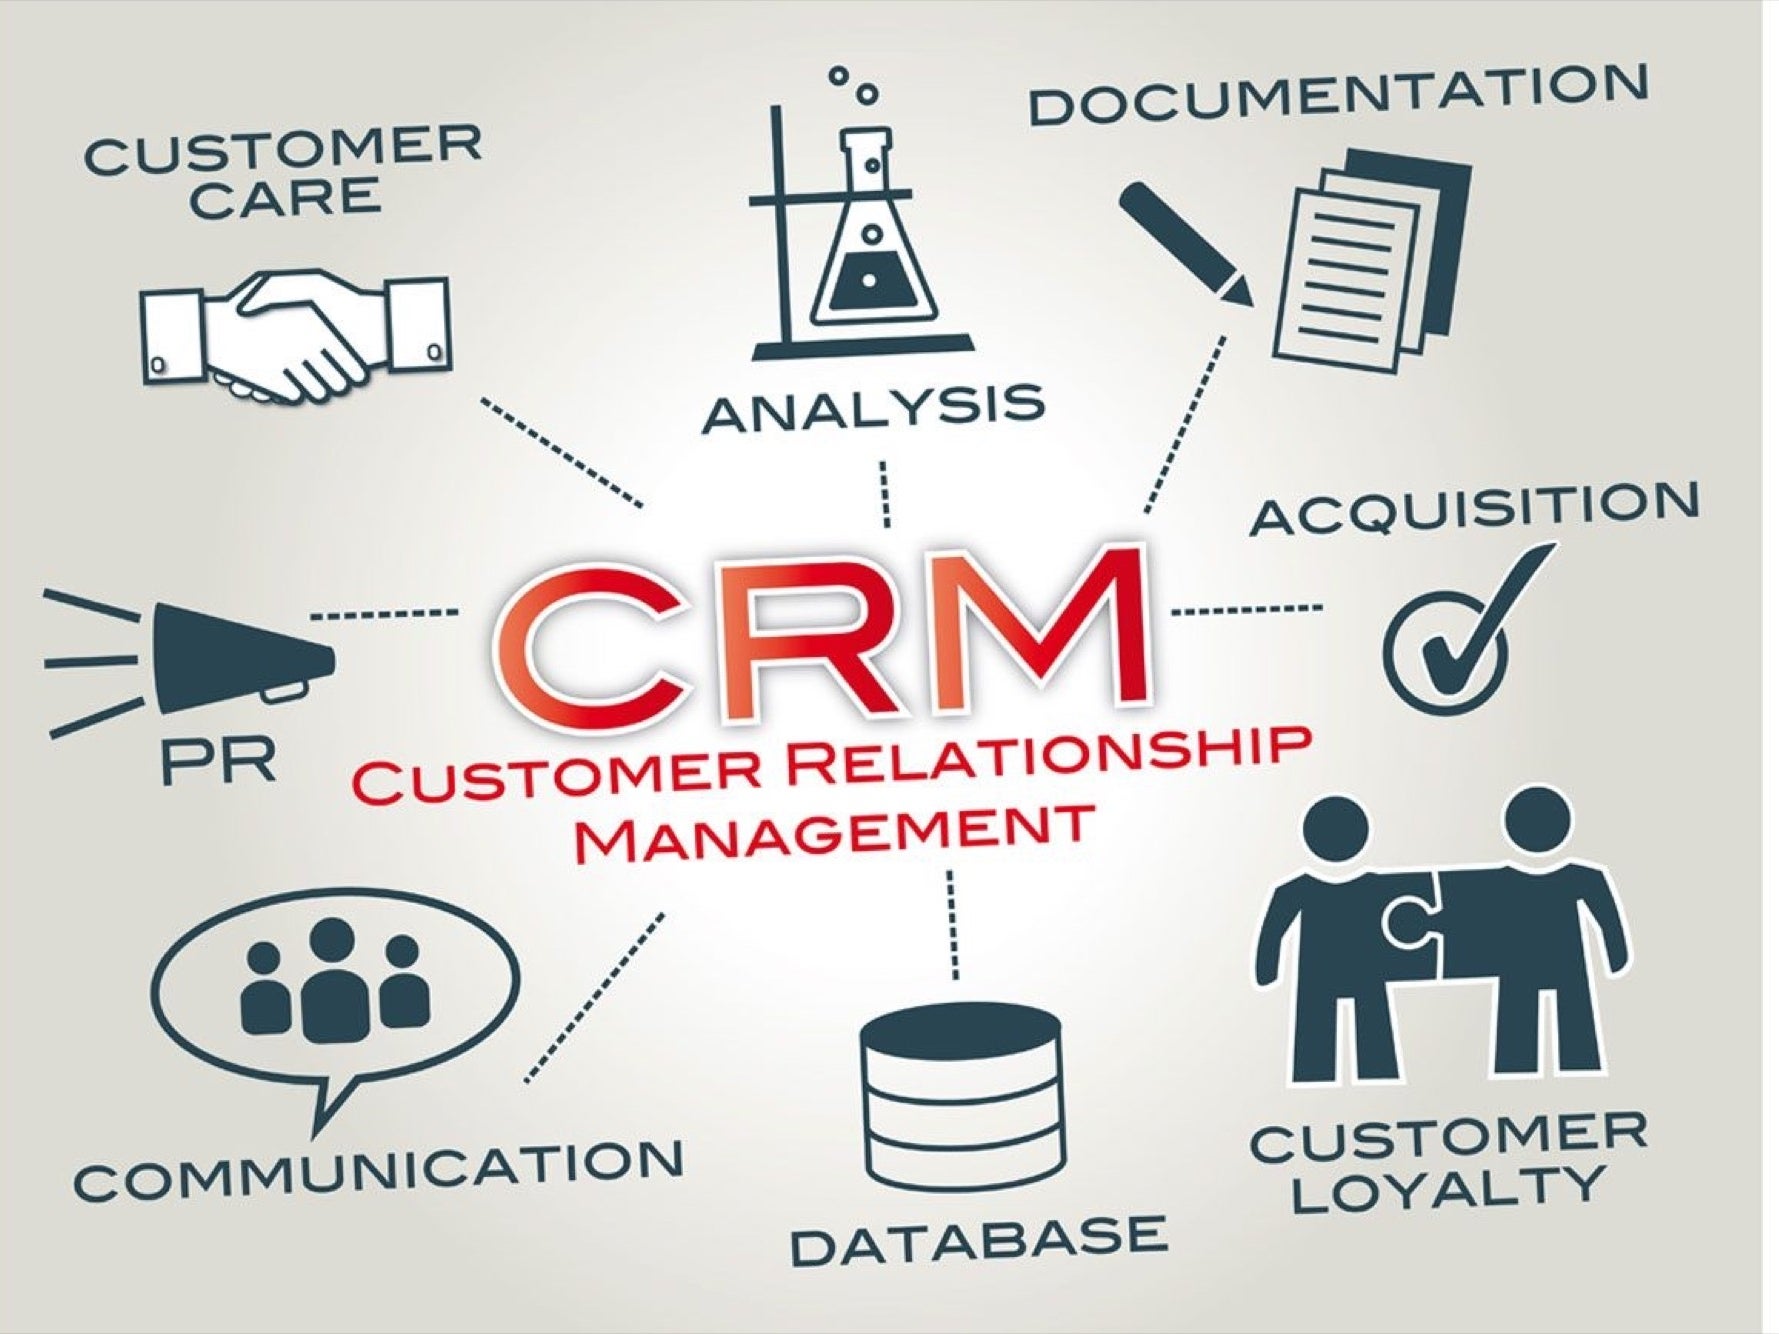 CUSTOMER
CARE
ANALYSIS
DOCUMENTATION
ACQUISITION
PR
CRM
CUSTOMER RELATIONSHIP
MANAGEMENT
COMMUNICATION
DATABASE
CUSTOMER
LOYALTY